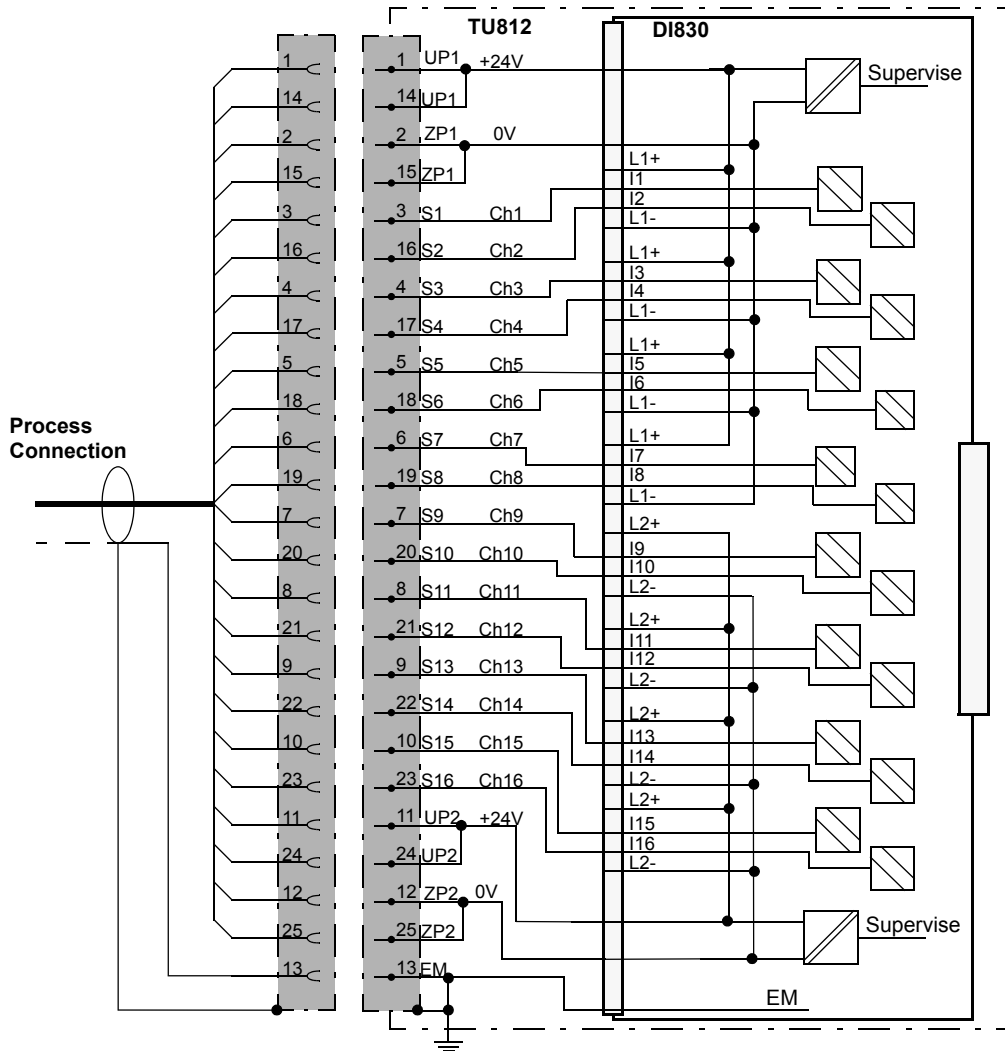 TU812 DI830
1 1 UP1 +24V Supervise
14 14 UP1
2 2 ZP1 0V
L1+
15 15 ZP1
I1
I2
3 3 S1 Ch1
L1-
16 16 S2 Ch2
L1+
I3
4 4 S3 Ch3
I4
L1-
17 17 S4 Ch4
L1+
5 5 S5 Ch5
I5
I6
18 18 S6 Ch6
L1-
Process
Connection
6 6 S7 Ch7
L1+
I7
19 19 S8 Ch8
I8
L1-
7 7 S9 Ch9
L2+
20 20 S10 Ch10
I9
I10
8 8 S11 Ch11
L2-
L2+
21 21 S12 Ch12
I11
I12
9 9 S13 Ch13
L2-
22 22 S14 Ch14
L2+
I13
10 10 S15 Ch15
I14
L2-
23 23 S16 Ch16
L2+
11 11 UP2 +24V
I15
I16
24 24 UP2
L2-
12 12 ZP2 0V
Supervise
25 25 ZP2
13 13 EM
EM